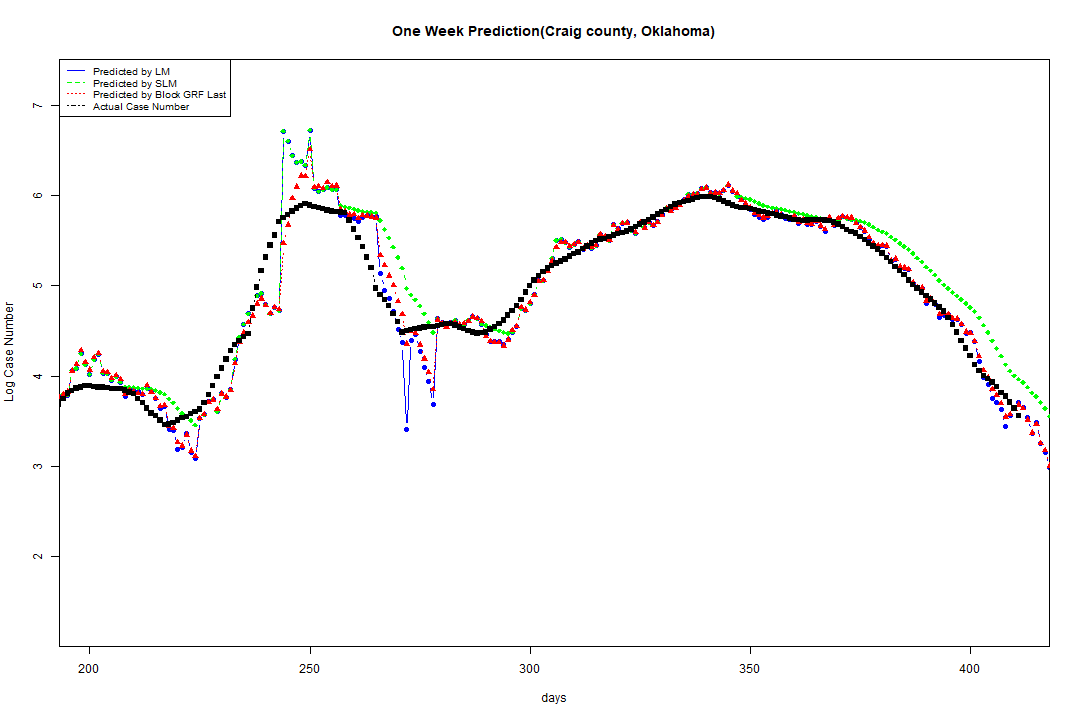 One Week Prediction(Craig county, Oklahoma)
Predicted by LM
Predicted by SLM
Predicted by Block GRF Last
Actual Case Number
7
6
5
4
3
2
Log Case Number
200
250
300
350
400
days